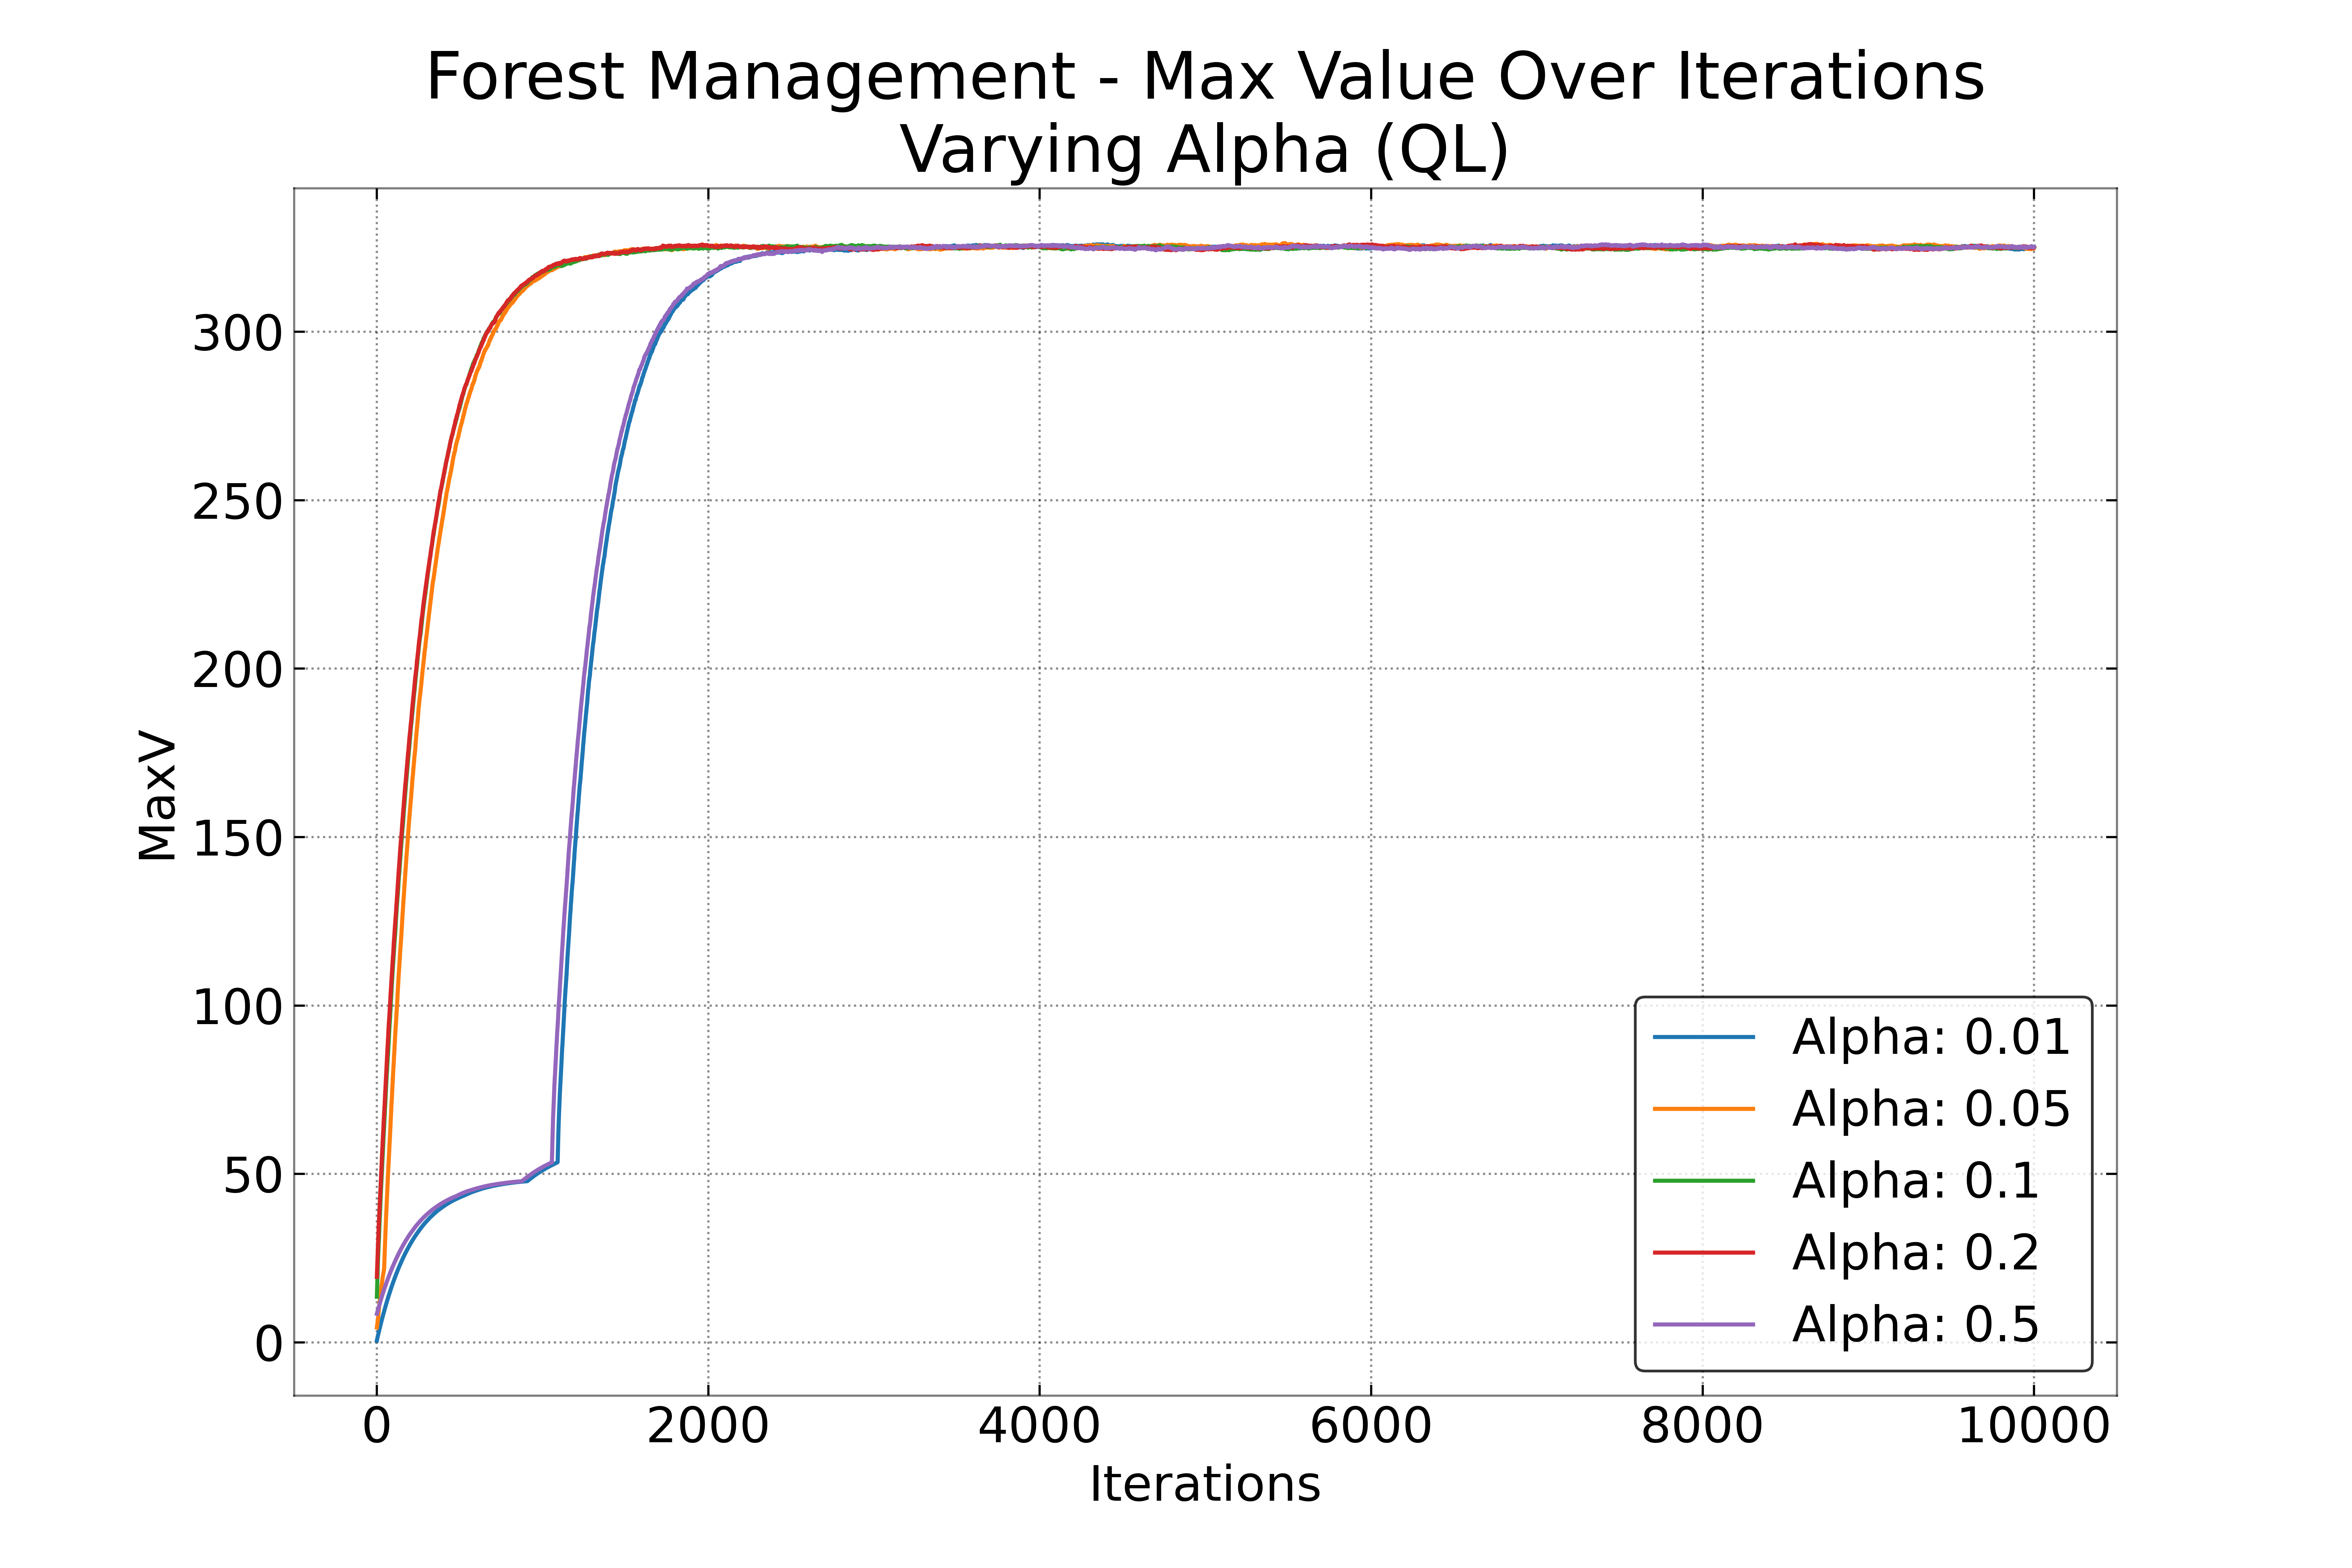 Forest Management - Max Value Over Iterations
Varying Alpha (QL)
MaxV
300
250
200
150
100
50
0
Alpha: 0.01
Alpha: 0.05
Alpha: 0.1
Alpha: 0.2
Alpha: 0.5
0 2000 4000 6000 8000 10000
Iterations